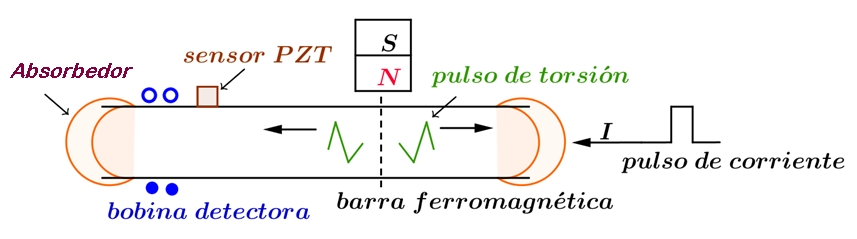 S
sensor PZT
Absorbedor
N
pulso de torsión
I
pulso de corriente
barra ferromagnética
bobina detectora